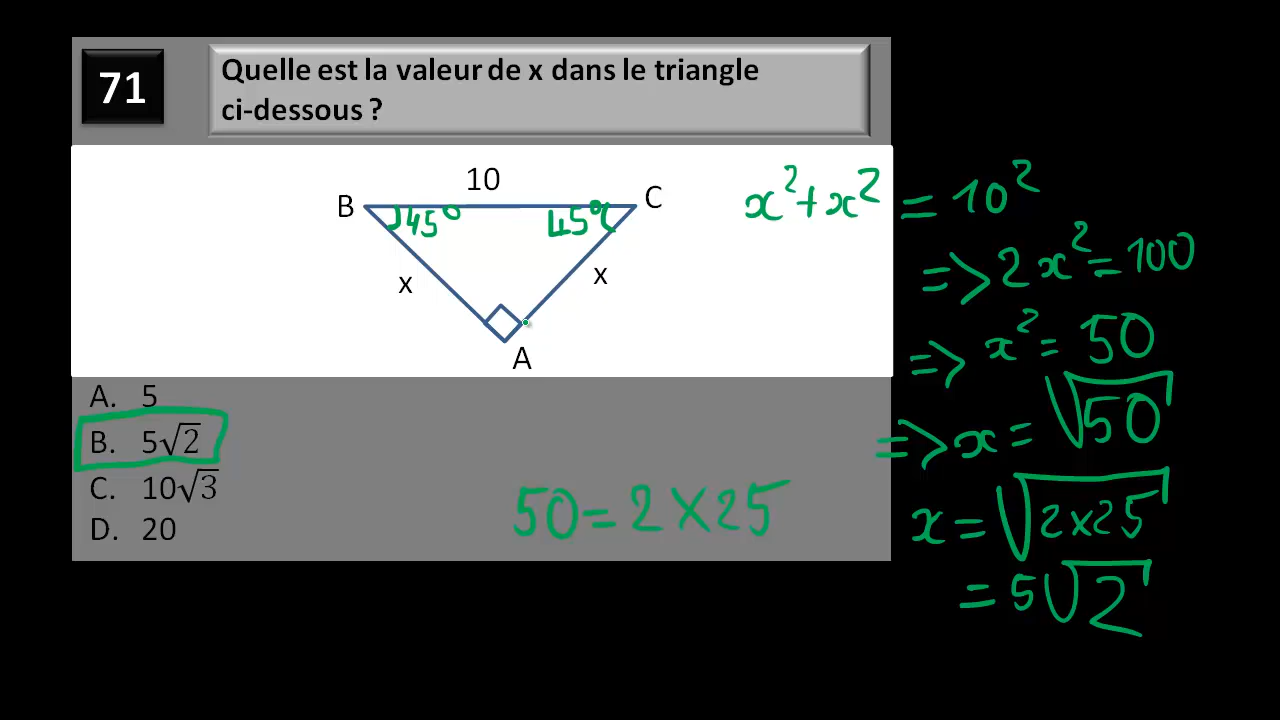 71
Quelle est la valeur de x dans le triangle
ci-dessous ?
10
B
C
45°
45°
x
x
A
x² + x² = 10²
=> 2x² = 100
=> x² = 50
=> x = √50
x = √2×25
= 5√2
A. 5
B. 5√2
C. 10√3
D. 20
50 = 2 × 25